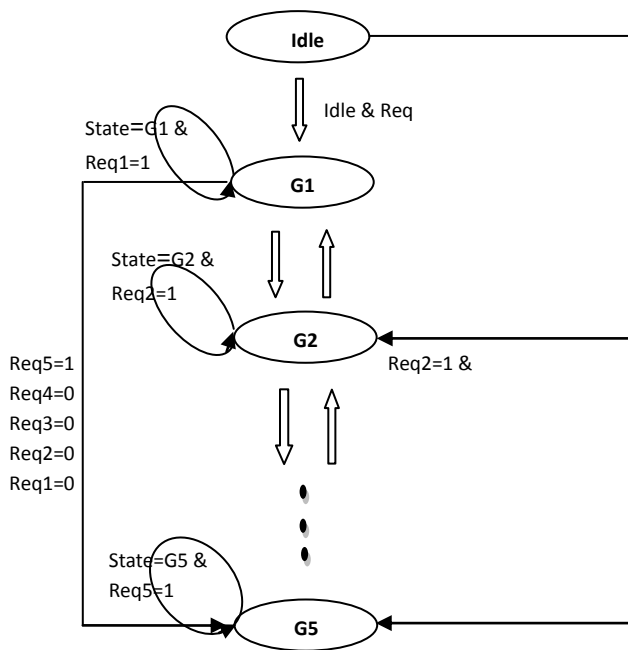 Idle
Idle & Req
State=G1 &
Req1=1
G1
State=G2 &
Req2=1
G2
Req2=1 &
Req5=1
Req4=0
Req3=0
Req2=0
Req1=0
State=G5 &
Req5=1
G5